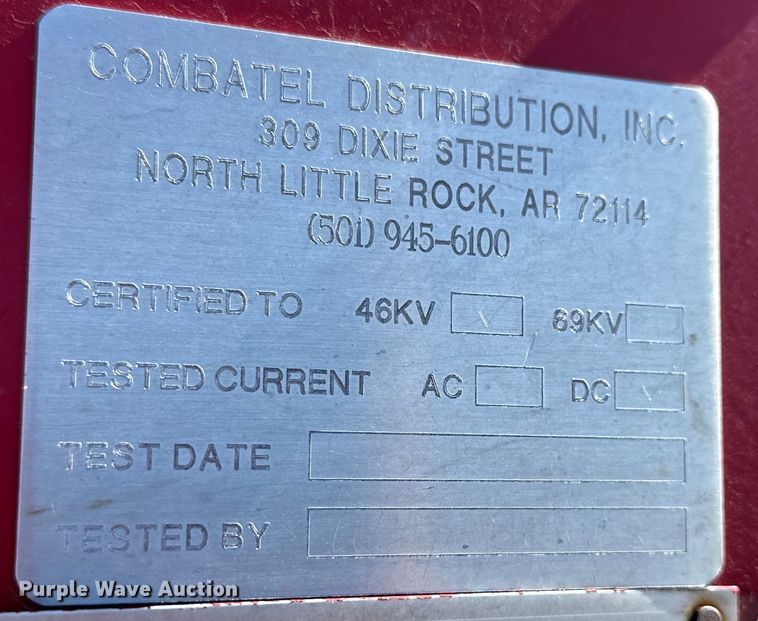 COMBATEL DISTRIBUTION, INC.
309 DIXIE STREET
NORTH LITTLE ROCK, AR 72114
(501) 945-6100
CERTIFIED TO 46KV √ 69KV
TESTED CURRENT AC DC √
TEST DATE
TESTED BY
Purple Wave Auction